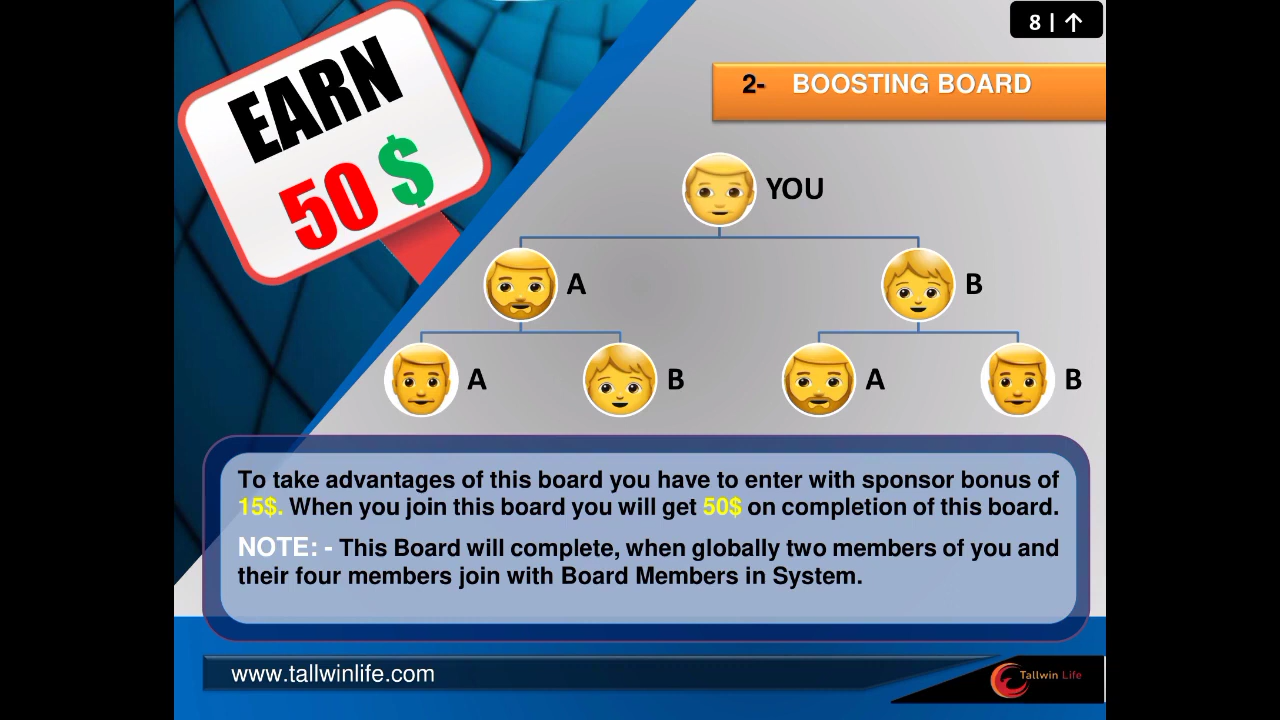 8 | ↑
EARN
50 $
2- BOOSTING BOARD
YOU
A
B
A
B
A
B
To take advantages of this board you have to enter with sponsor bonus of
15$. When you join this board you will get 50$ on completion of this board.
NOTE: - This Board will complete, when globally two members of you and
their four members join with Board Members in System.
www.tallwinlife.com
Tallwin Life